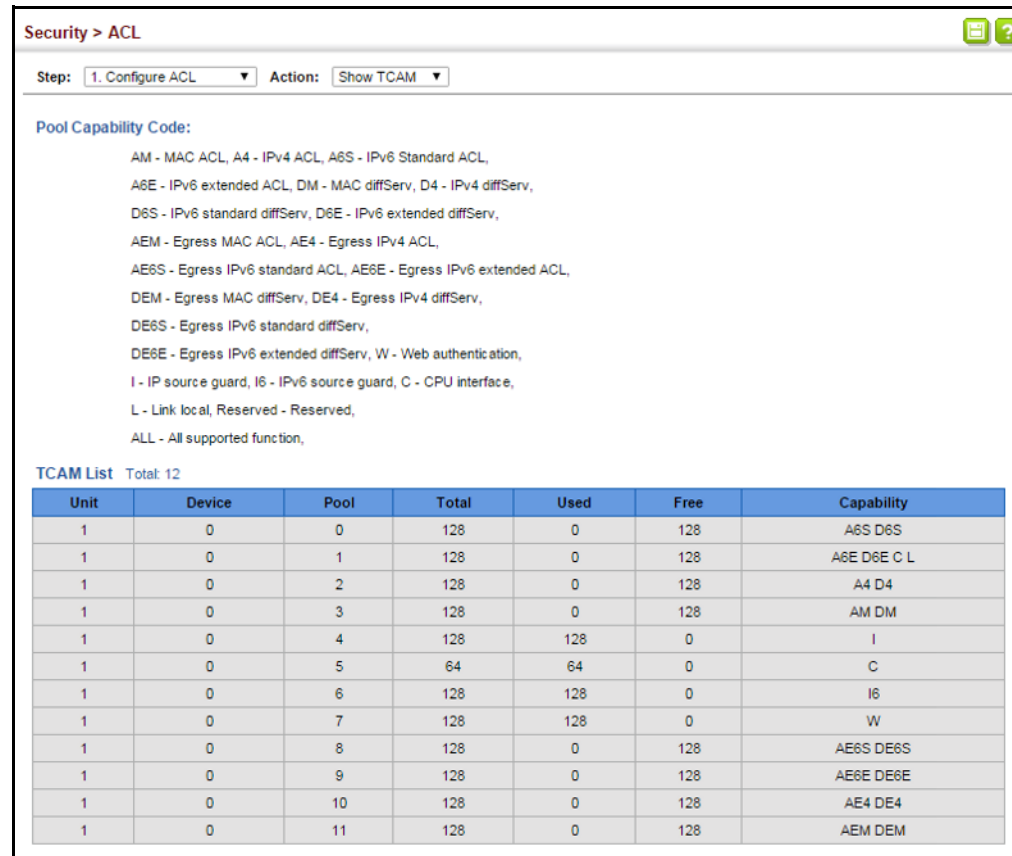 Security > ACL
?
Step: 1. Configure ACL Action: Show TCAM
Pool Capability Code:
AM - MAC ACL, A4 - IPv4 ACL, A6S - IPv6 Standard ACL,
A6E - IPv6 extended ACL, DM - MAC diffServ, D4 - IPv4 diffServ,
D6S - IPv6 standard diffServ, D6E - IPv6 extended diffServ,
AEM - Egress MAC ACL, AE4 - Egress IPv4 ACL,
AE6S - Egress IPv6 standard ACL, AE6E - Egress IPv6 extended ACL,
DEM - Egress MAC diffServ, DE4 - Egress IPv4 diffServ,
DE6S - Egress IPv6 standard diffServ,
DE6E - Egress IPv6 extended diffServ, W - Web authentication,
I - IP source guard, I6 - IPv6 source guard, C - CPU interface,
L - Link local, Reserved - Reserved,
ALL - All supported function,
TCAM List Total: 12
Unit Device Pool Total Used Free Capability
1 0 0 128 0 128 A6S D6S
1 0 1 128 0 128 A6E D6E C L
1 0 2 128 0 128 A4 D4
1 0 3 128 0 128 AM DM
1 0 4 128 128 0 I
1 0 5 64 64 0 C
1 0 6 128 128 0 I6
1 0 7 128 128 0 W
1 0 8 128 0 128 AE6S DE6S
1 0 9 128 0 128 AE6E DE6E
1 0 10 128 0 128 AE4 DE4
1 0 11 128 0 128 AEM DEM